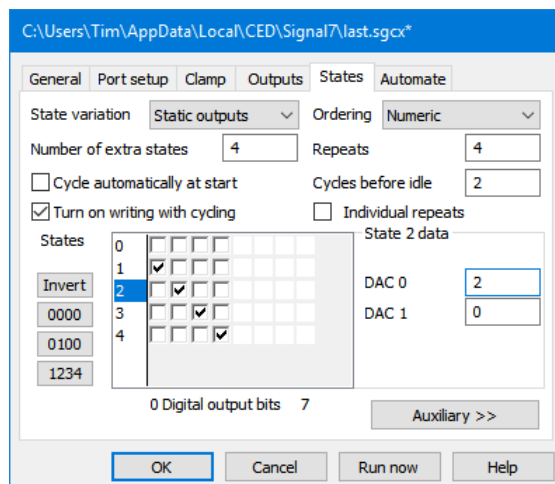 C:\Users\Tim\AppData\Local\CED\Signal7\last.sgcx*
General Port setup Clamp Outputs States Automate
State variation Static outputs Ordering Numeric
Number of extra states 4 Repeats 4
Cycle automatically at start Cycles before idle 2
Turn on writing with cycling Individual repeats
States State 2 data
0
1
Invert 2 DAC 0 2
0000 3 DAC 1 0
0100 4
1234
0 Digital output bits 7
Auxiliary >>
OK Cancel Run now Help